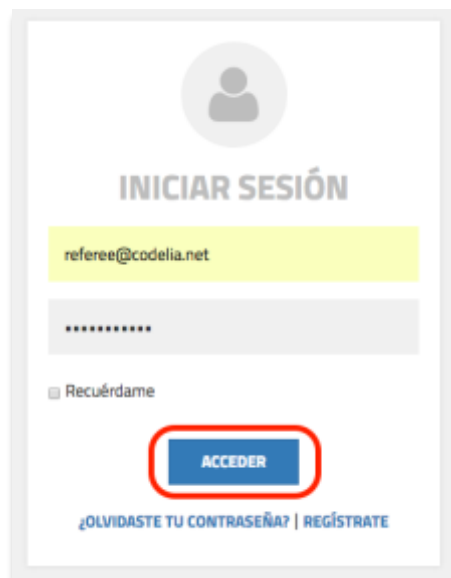 INICIAR SESIÓN
referee@codelia.net
•••••••••••
Recuérdame
ACCEDER
¿OLVIDASTE TU CONTRASEÑA? | REGÍSTRATE